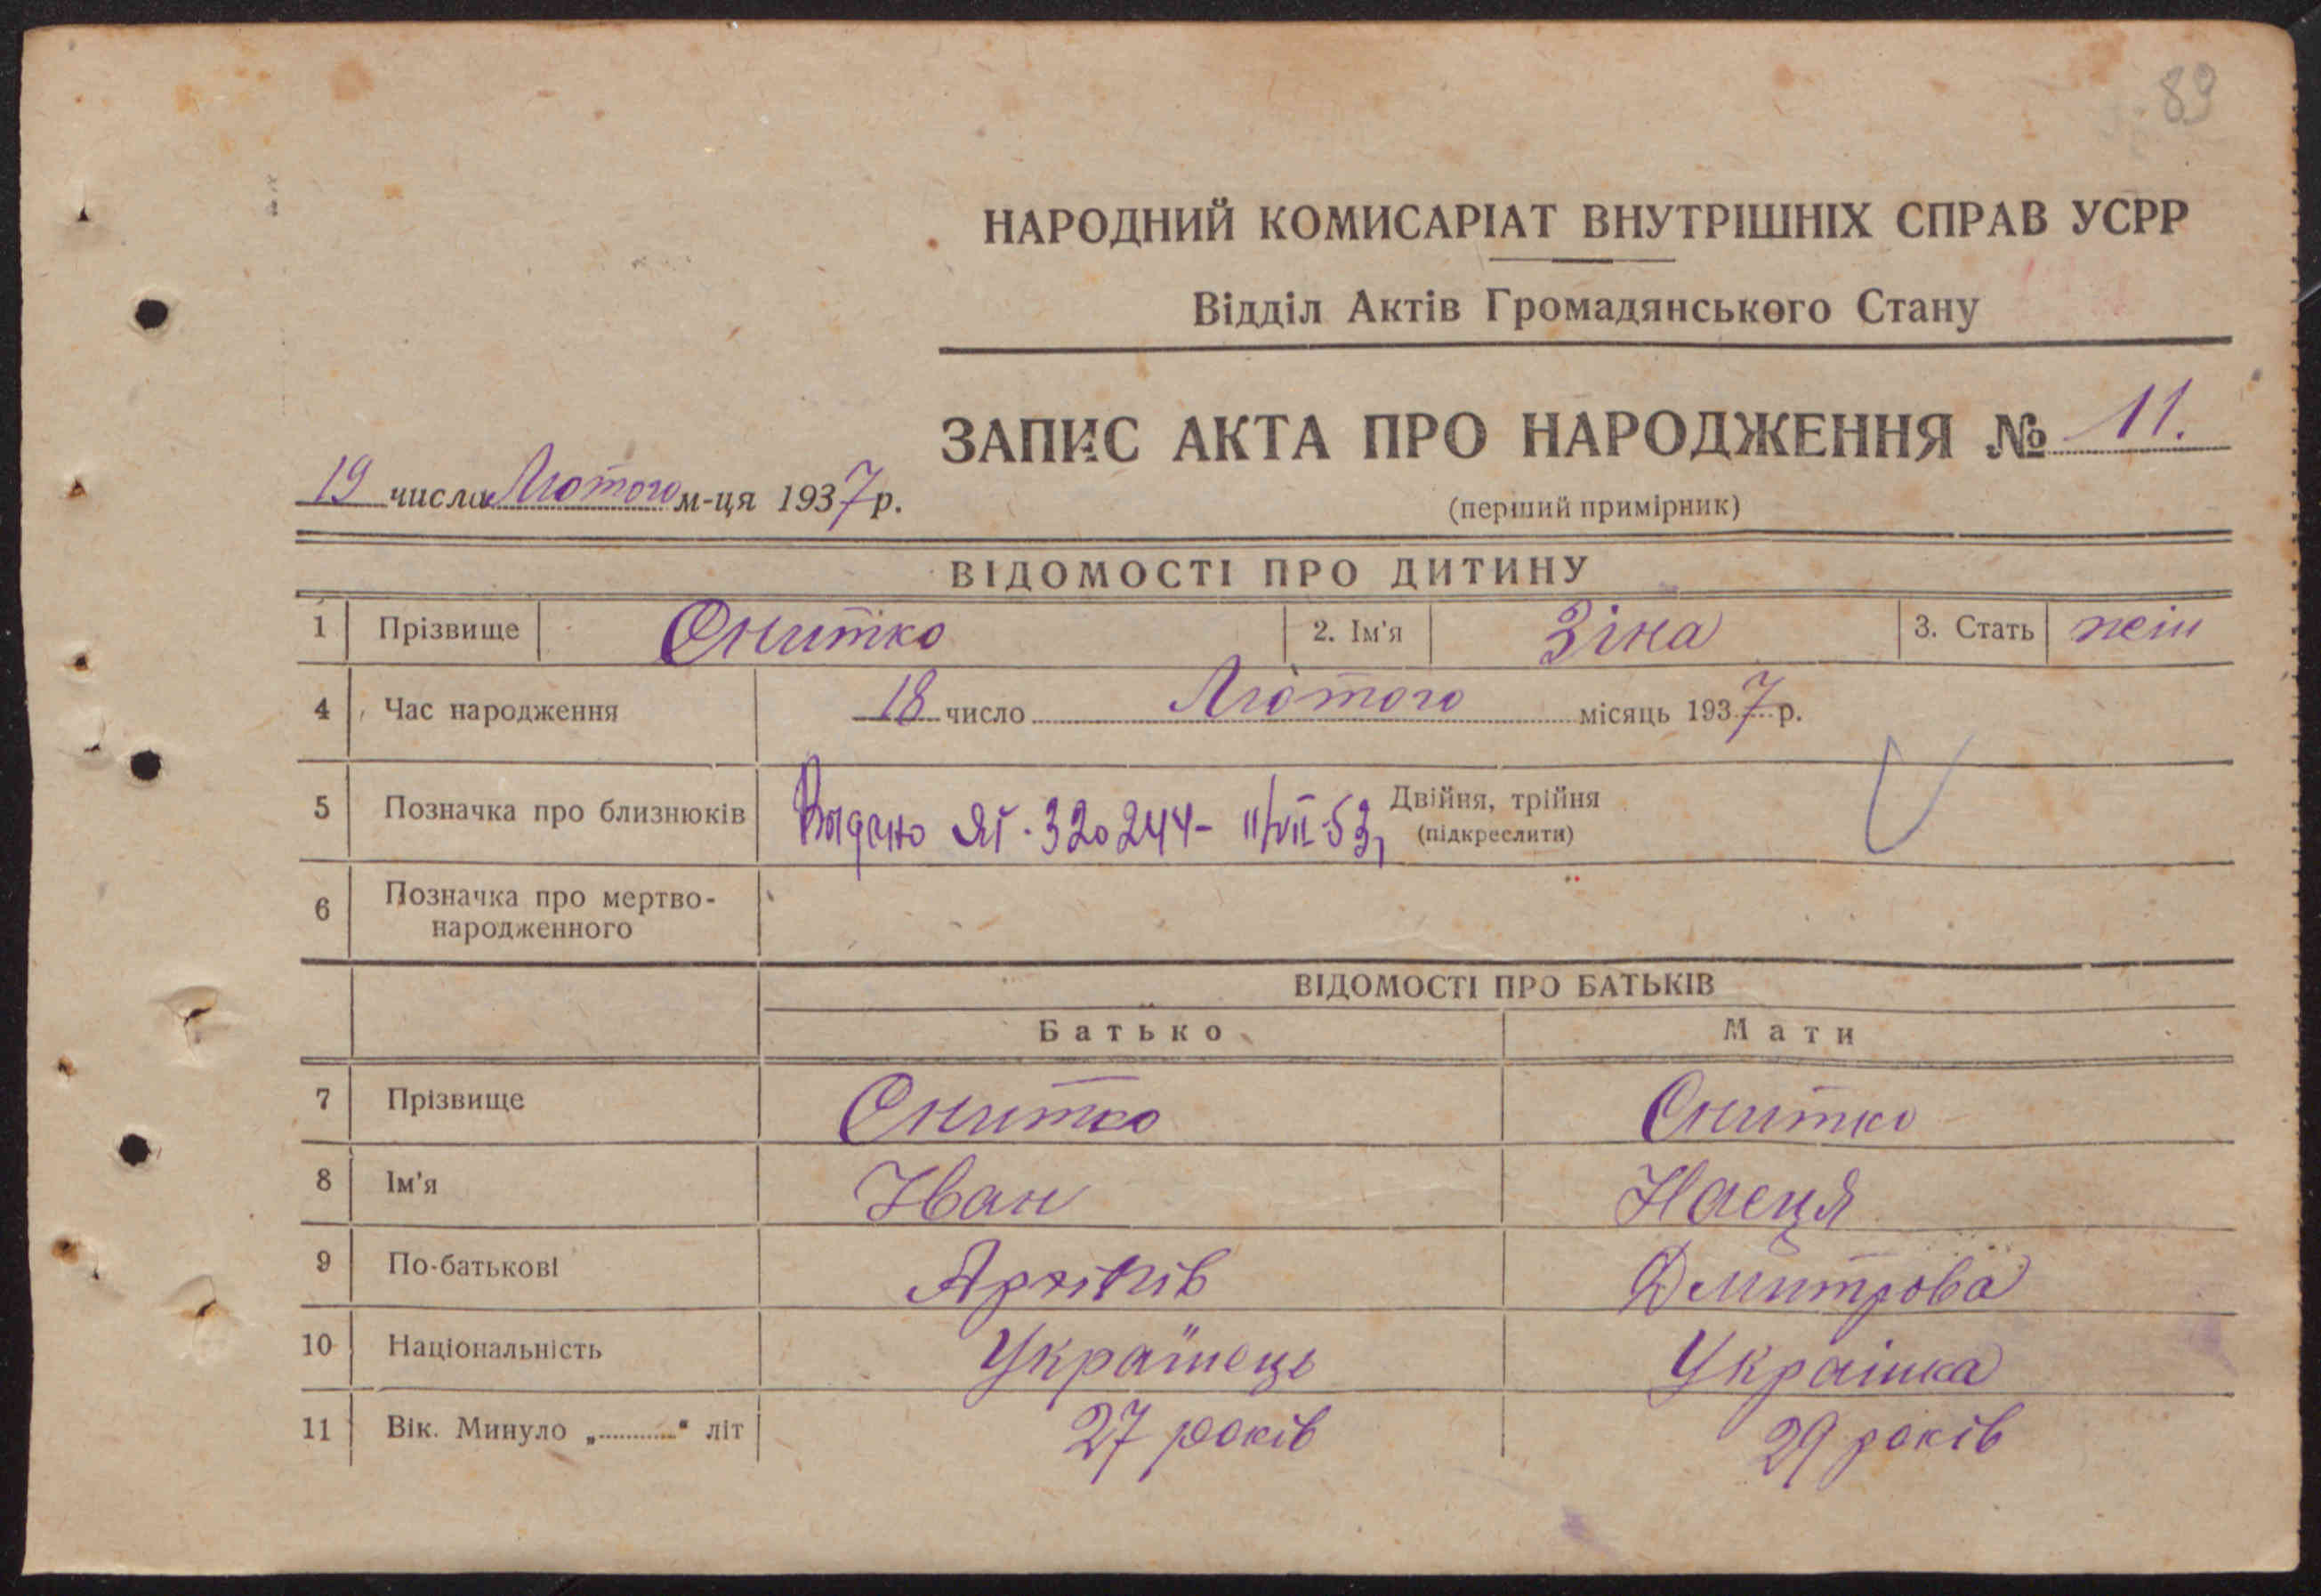 89
НАРОДНИЙ КОМИСАРІАТ ВНУТРІШНІХ СПРАВ УСРР
Відділ Актів Громадянського Стану
ЗАПИС АКТА ПРО НАРОДЖЕННЯ № 11.
19 числа Лютого м-ця 1937 р.
(перший примірник)
ВІДОМОСТІ ПРО ДИТИНУ
1 Прізвище Онитко 2. Ім'я Зіна 3. Стать жін
4 Час народження 18 число Лютого місяць 1937 р.
5 Позначка про близнюків Выдано ЯГ. 320244- 11/VII-53, Двійня, трійня
(підкреслити)
6 Позначка про мертво-
народженного
ВІДОМОСТІ ПРО БАТЬКІВ
Батько Мати
7 Прізвище Онитко Онитко
8 Ім'я Іван Насця
9 По-батькові Архіпів Дмитрова
10 Національність Українець Українка
11 Вік. Минуло „............" літ 27 років 29 років